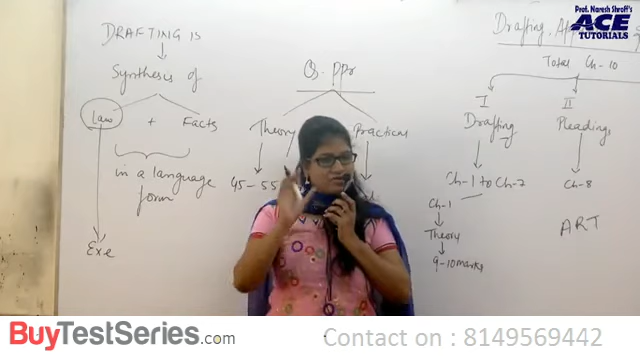 Prof. Naresh Shroff's
ACE
TUTORIALS
DRAFTING IS
Synthesis of
Law + Facts
in a language
form
Exe
Q. ppr
Theory
Practical
45-55
Drafting,
Total Ch-10
I
Drafting
Ch-1 to Ch-7
Ch-1
Theory
9-10 marks
II
Pleadings
Ch-8
ART
BuyTestSeries.com
Contact on : 8149569442